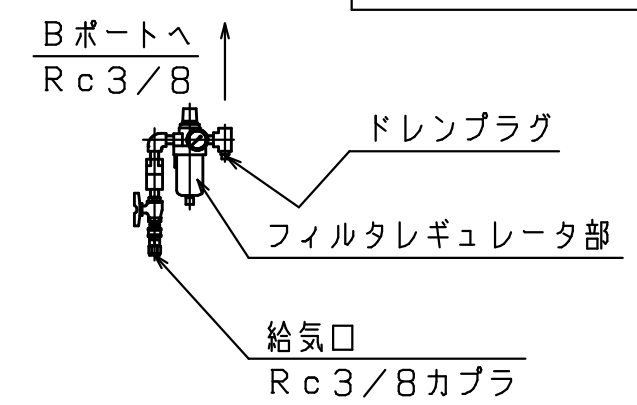 Bポートへ
Rc3/8
ドレンプラグ
フィルタレギュレータ部
給気口
Rc3/8カプラ